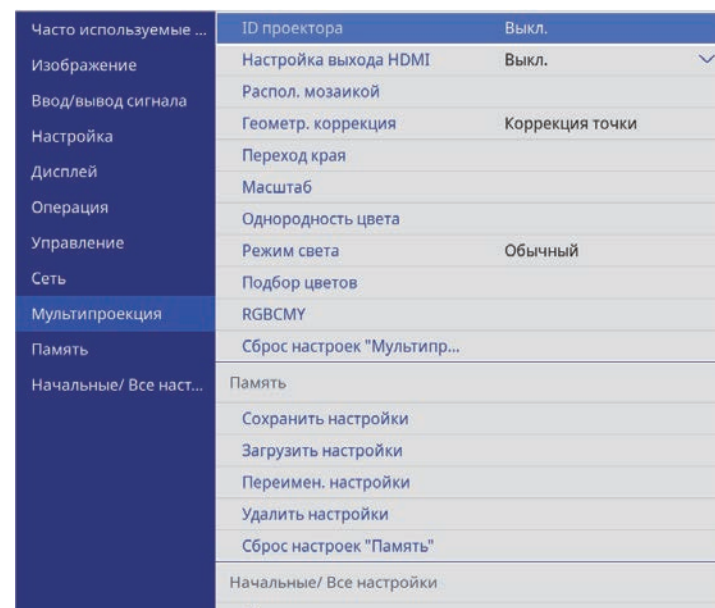 Часто используемые ...
Изображение
Ввод/вывод сигнала
Настройка
Дисплей
Операция
Управление
Сеть
Мультипроекция
Память
Начальные/ Все наст...
ID проектора Выкл.
Настройка выхода HDMI Выкл.
Распол. мозаикой
Геометр. коррекция Коррекция точки
Переход края
Масштаб
Однородность цвета
Режим света Обычный
Подбор цветов
RGBCMY
Сброс настроек "Мультипр...
Память
Сохранить настройки
Загрузить настройки
Переимен. настройки
Удалить настройки
Сброс настроек "Память"
Начальные/ Все настройки